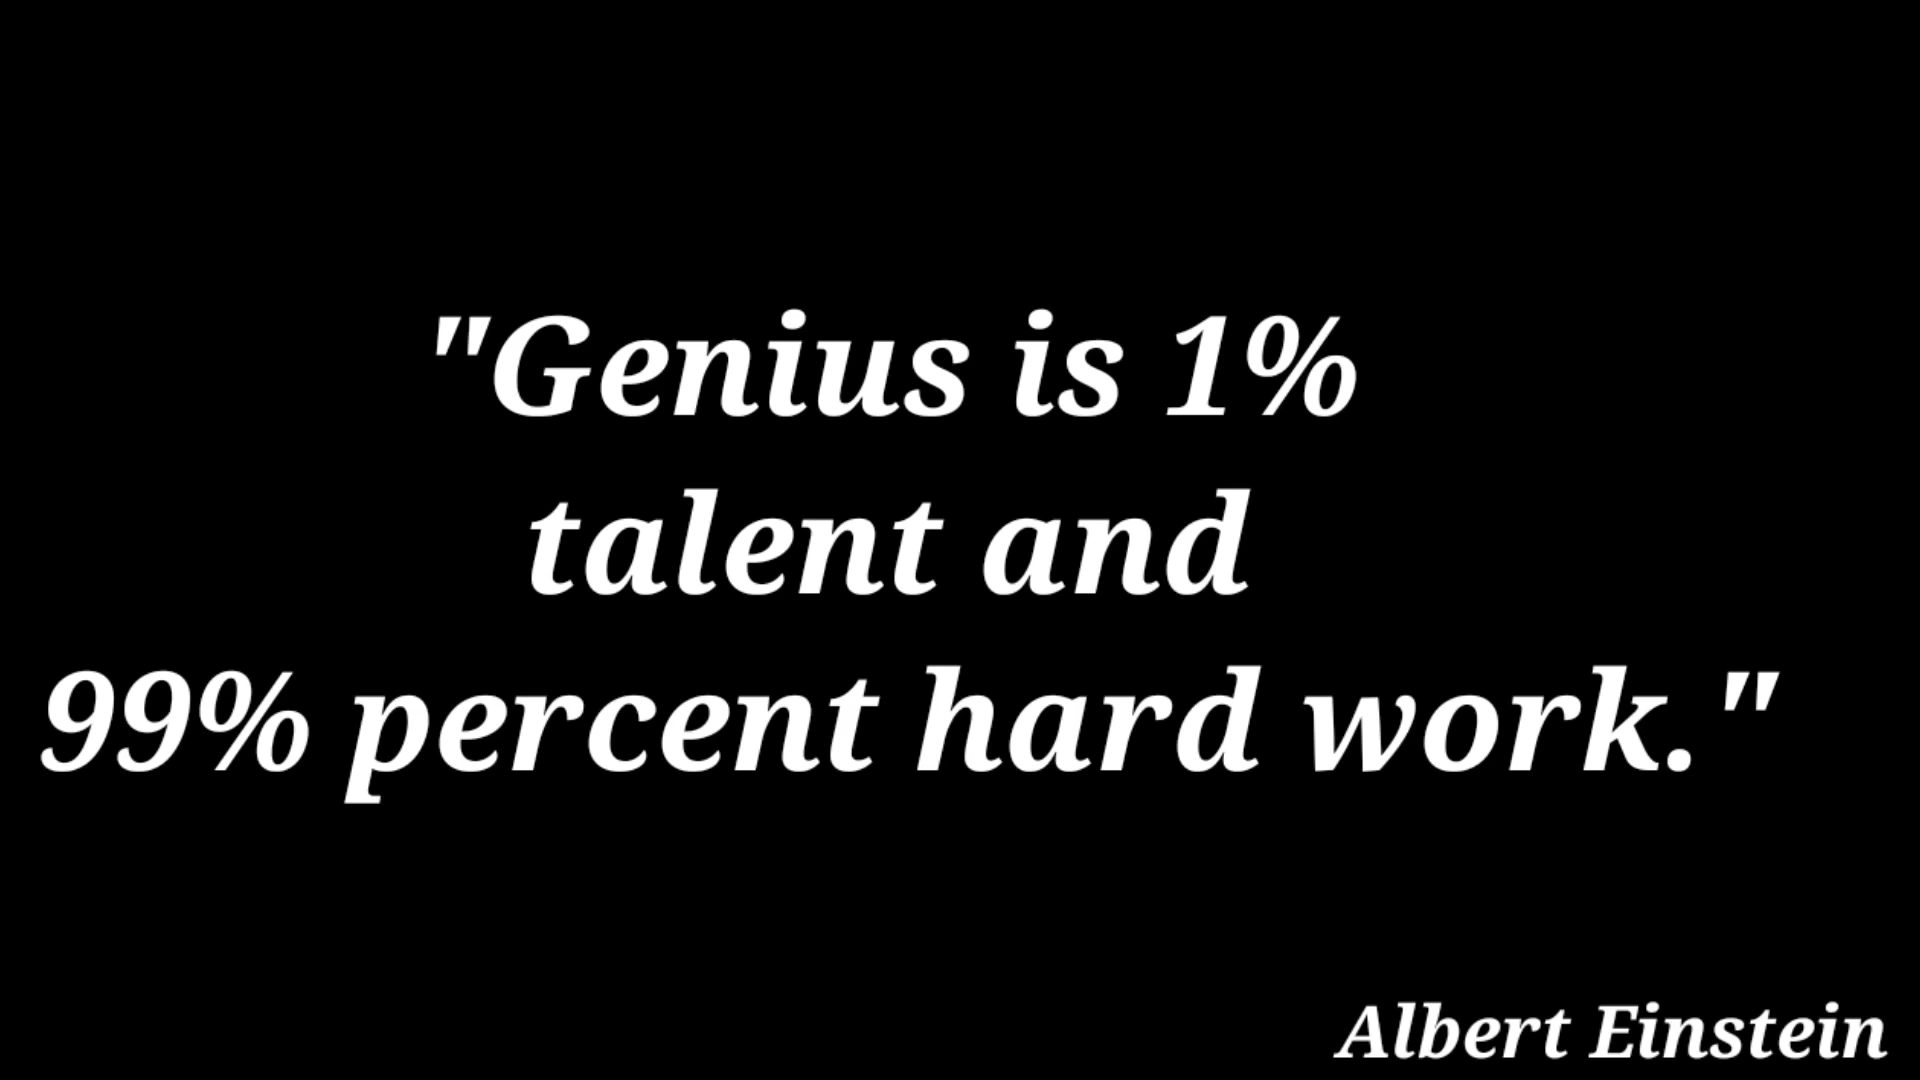 "Genius is 1%
talent and
99% percent hard work."
Albert Einstein